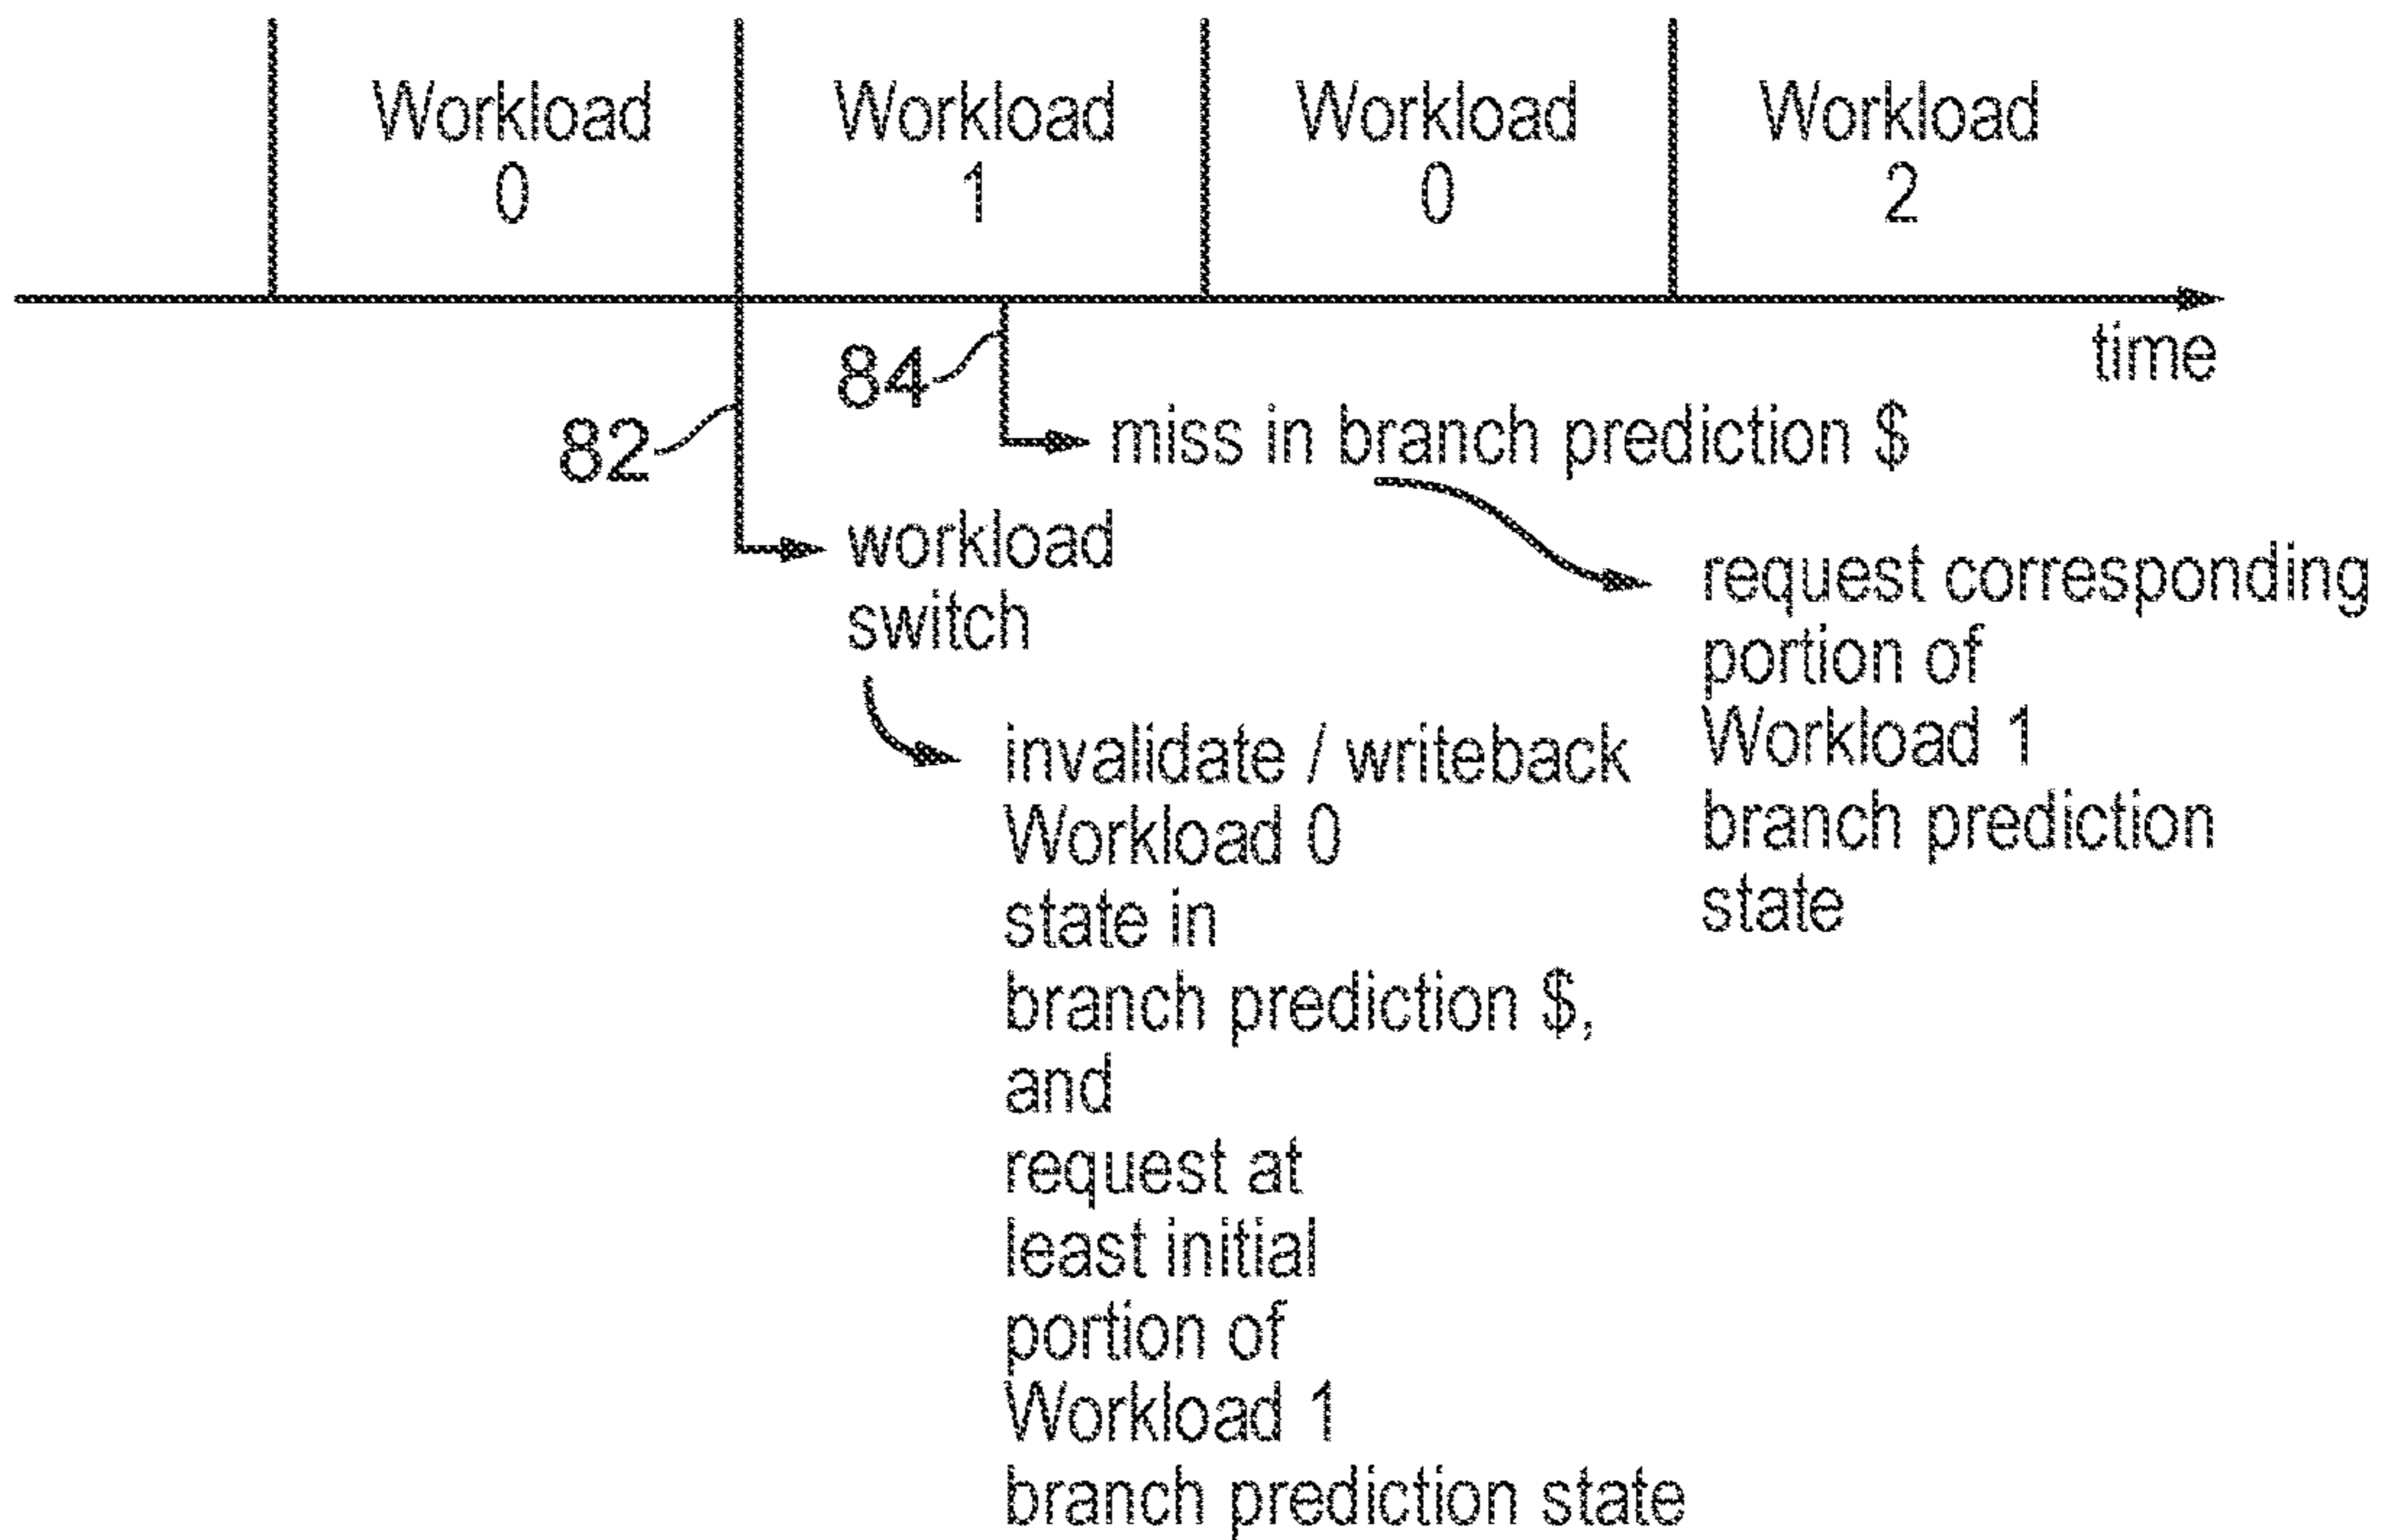 Workload
0
Workload
1
Workload
0
Workload
2
time
84
82
miss in branch prediction $
workload
switch
request corresponding
portion of
Workload 1
branch prediction
state
invalidate / writeback
Workload 0
state in
branch prediction $,
and
request at
least initial
portion of
Workload 1
branch prediction state